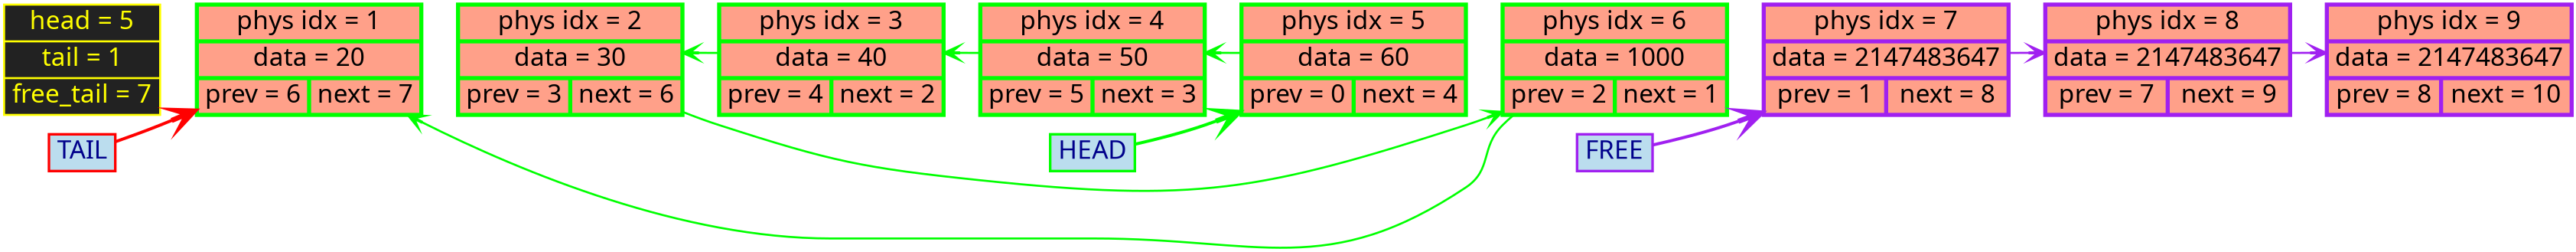 head = 5
tail = 1
free_tail = 7
phys idx = 1
data = 20
prev = 6 next = 7
phys idx = 2
data = 30
prev = 3 next = 6
phys idx = 3
data = 40
prev = 4 next = 2
phys idx = 4
data = 50
prev = 5 next = 3
phys idx = 5
data = 60
prev = 0 next = 4
phys idx = 6
data = 1000
prev = 2 next = 1
phys idx = 7
data = 2147483647
prev = 1 next = 8
phys idx = 8
data = 2147483647
prev = 7 next = 9
phys idx = 9
data = 2147483647
prev = 8 next = 10
TAIL
HEAD
FREE